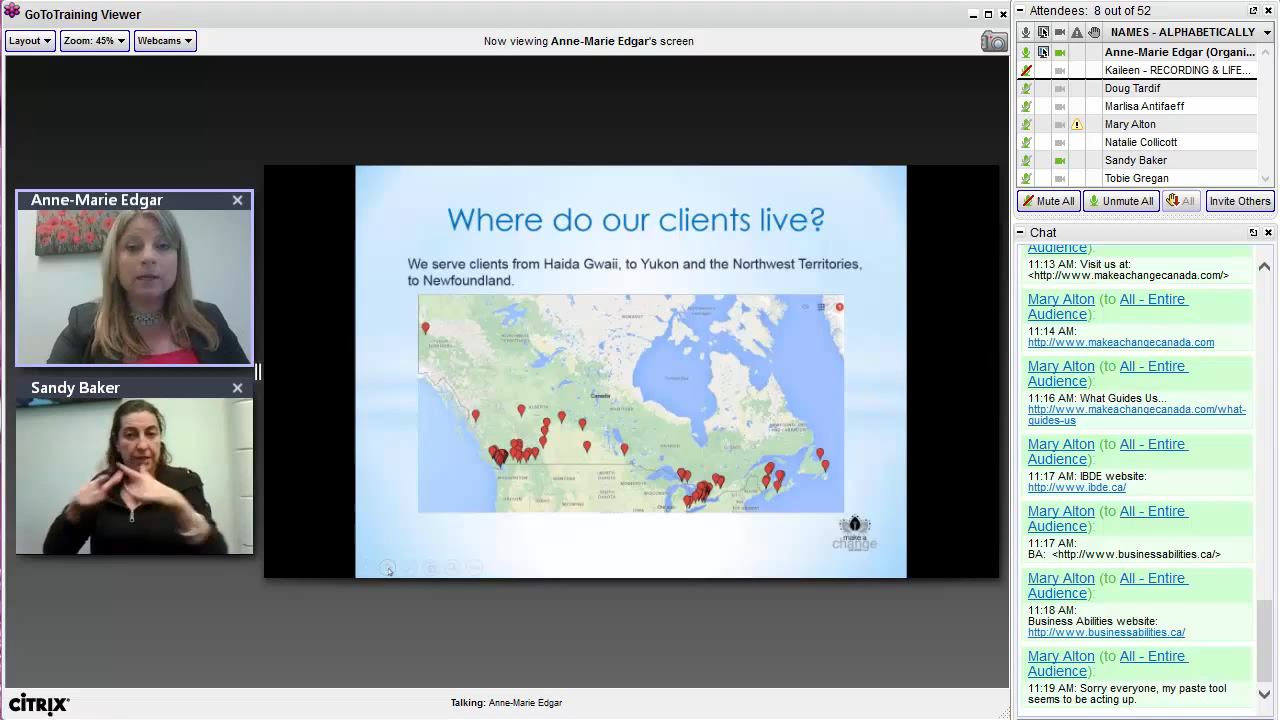 GoToTraining Viewer
Layout
Zoom: 45%
Webcams
Now viewing Anne-Marie Edgar's screen
Anne-Marie Edgar
Sandy Baker
Where do our clients live?
We serve clients from Haida Gwaii, to Yukon and the Northwest Territories,
to Newfoundland.
Canada
ALBERTA
make a
change
CITRIX
Talking: Anne-Marie Edgar
Attendees: 8 out of 52
NAMES - ALPHABETICALLY
Anne-Marie Edgar (Organi...
Kaileen - RECORDING & LIFE...
Doug Tardif
Marlisa Antifaeff
Mary Alton
Natalie Collicott
Sandy Baker
Tobie Gregan
Mute All
Unmute All
All
Invite Others
Chat
Audience):
11:13 AM: Visit us at:
<http://www.makeachangecanada.com/>
Mary Alton (to All - Entire
Audience):
11:14 AM:
http://www.makeachangecanada.com
Mary Alton (to All - Entire
Audience):
11:16 AM: What Guides Us...
http://www.makeachangecanada.com/what-
guides-us
Mary Alton (to All - Entire
Audience):
11:17 AM: IBDE website:
http://www.ibde.ca/
Mary Alton (to All - Entire
Audience):
11:17 AM:
BA: <http://www.businessabilities.ca/>
Mary Alton (to All - Entire
Audience):
11:18 AM:
Business Abilities website:
http://www.businessabilities.ca/
Mary Alton (to All - Entire
Audience):
11:19 AM: Sorry everyone, my paste tool
seems to be acting up.